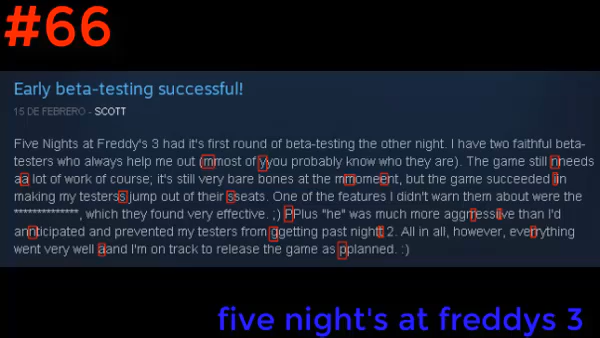 #66
Early beta-testing successful!
15 DE FEBRERO - SCOTT
Five Nights at Freddy's 3 had it's first round of beta-testing the other night. I have two faithful beta-
testers who always help me out (mmost of yyou probably know who they are). The game still nneeds
aa lot of work of course; it's still very bare bones at the mmomoeent, but the game succeeded iin
making my testerss jump out of their sseats. One of the features I didn't warn them about were the
**************, which they found very effective. ;) PPlus "he" was much more aggrressiive than I'd
anntiicipated and prevented my testers from ggetting past nightt 2. All in all, however, everrything
went very well aand I'm on track to release the game as pplanned. :)
five night's at freddys 3